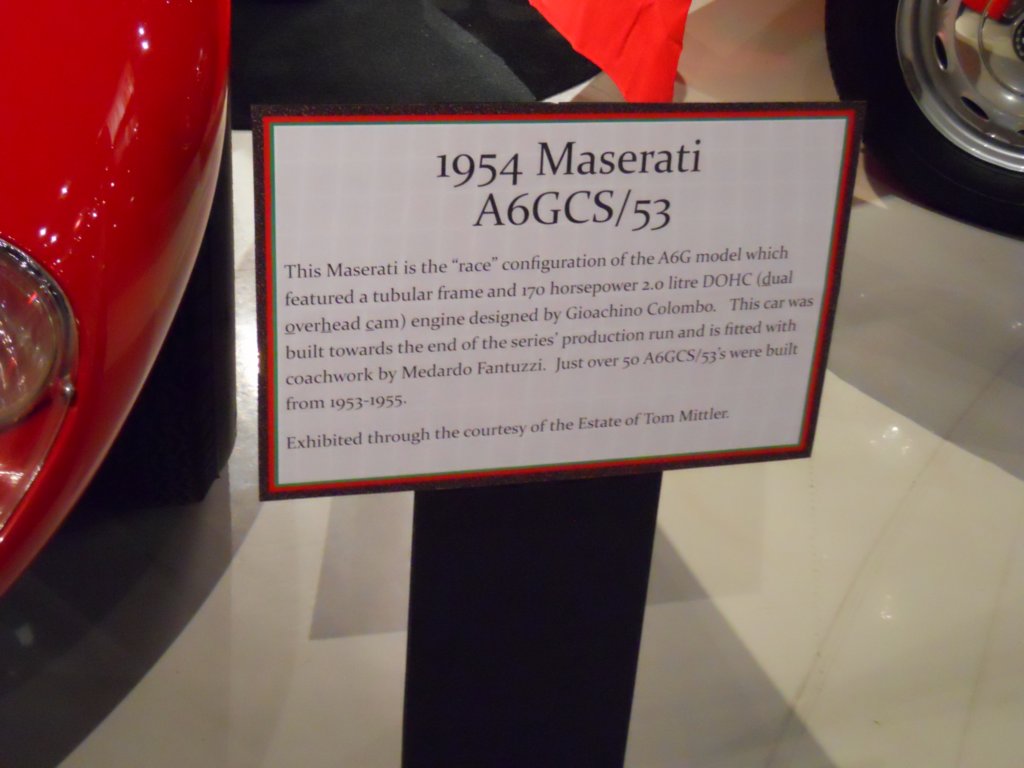 1954 Maserati
A6GCS/53
This Maserati is the “race” configuration of the A6G model which
featured a tubular frame and 170 horsepower 2.0 litre DOHC (dual
overhead cam) engine designed by Gioachino Colombo. This car was
built towards the end of the series' production run and is fitted with
coachwork by Medardo Fantuzzi. Just over 50 A6GCS/53's were built
from 1953-1955.
Exhibited through the courtesy of the Estate of Tom Mittler.